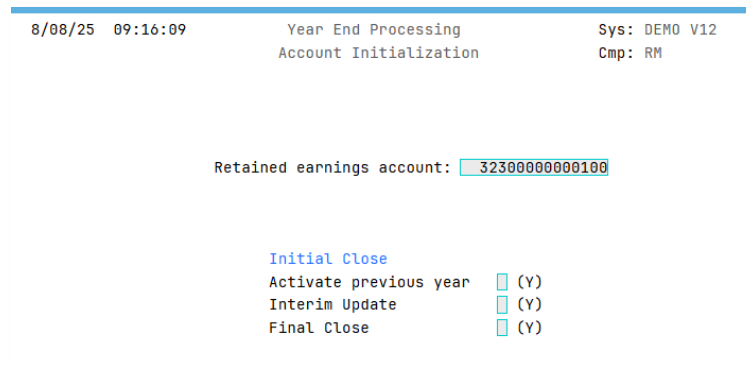 8/08/25 09:16:09 Year End Processing Sys: DEMO V12
Account Initialization Cmp: RM
Retained earnings account: 32300000000100
Initial Close
Activate previous year (Y)
Interim Update (Y)
Final Close (Y)